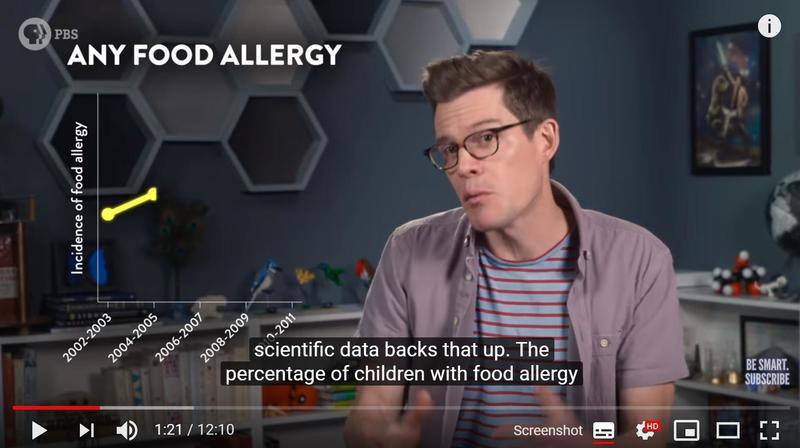 PBS
ANY FOOD ALLERGY
Incidence of food allergy
2002-2003
2004-2005
2006-2007
2008-2009
-2011
scientific data backs that up. The
percentage of children with food allergy
BE SMART.
SUBSCRIBE
1:21 / 12:10
Screenshot
HD